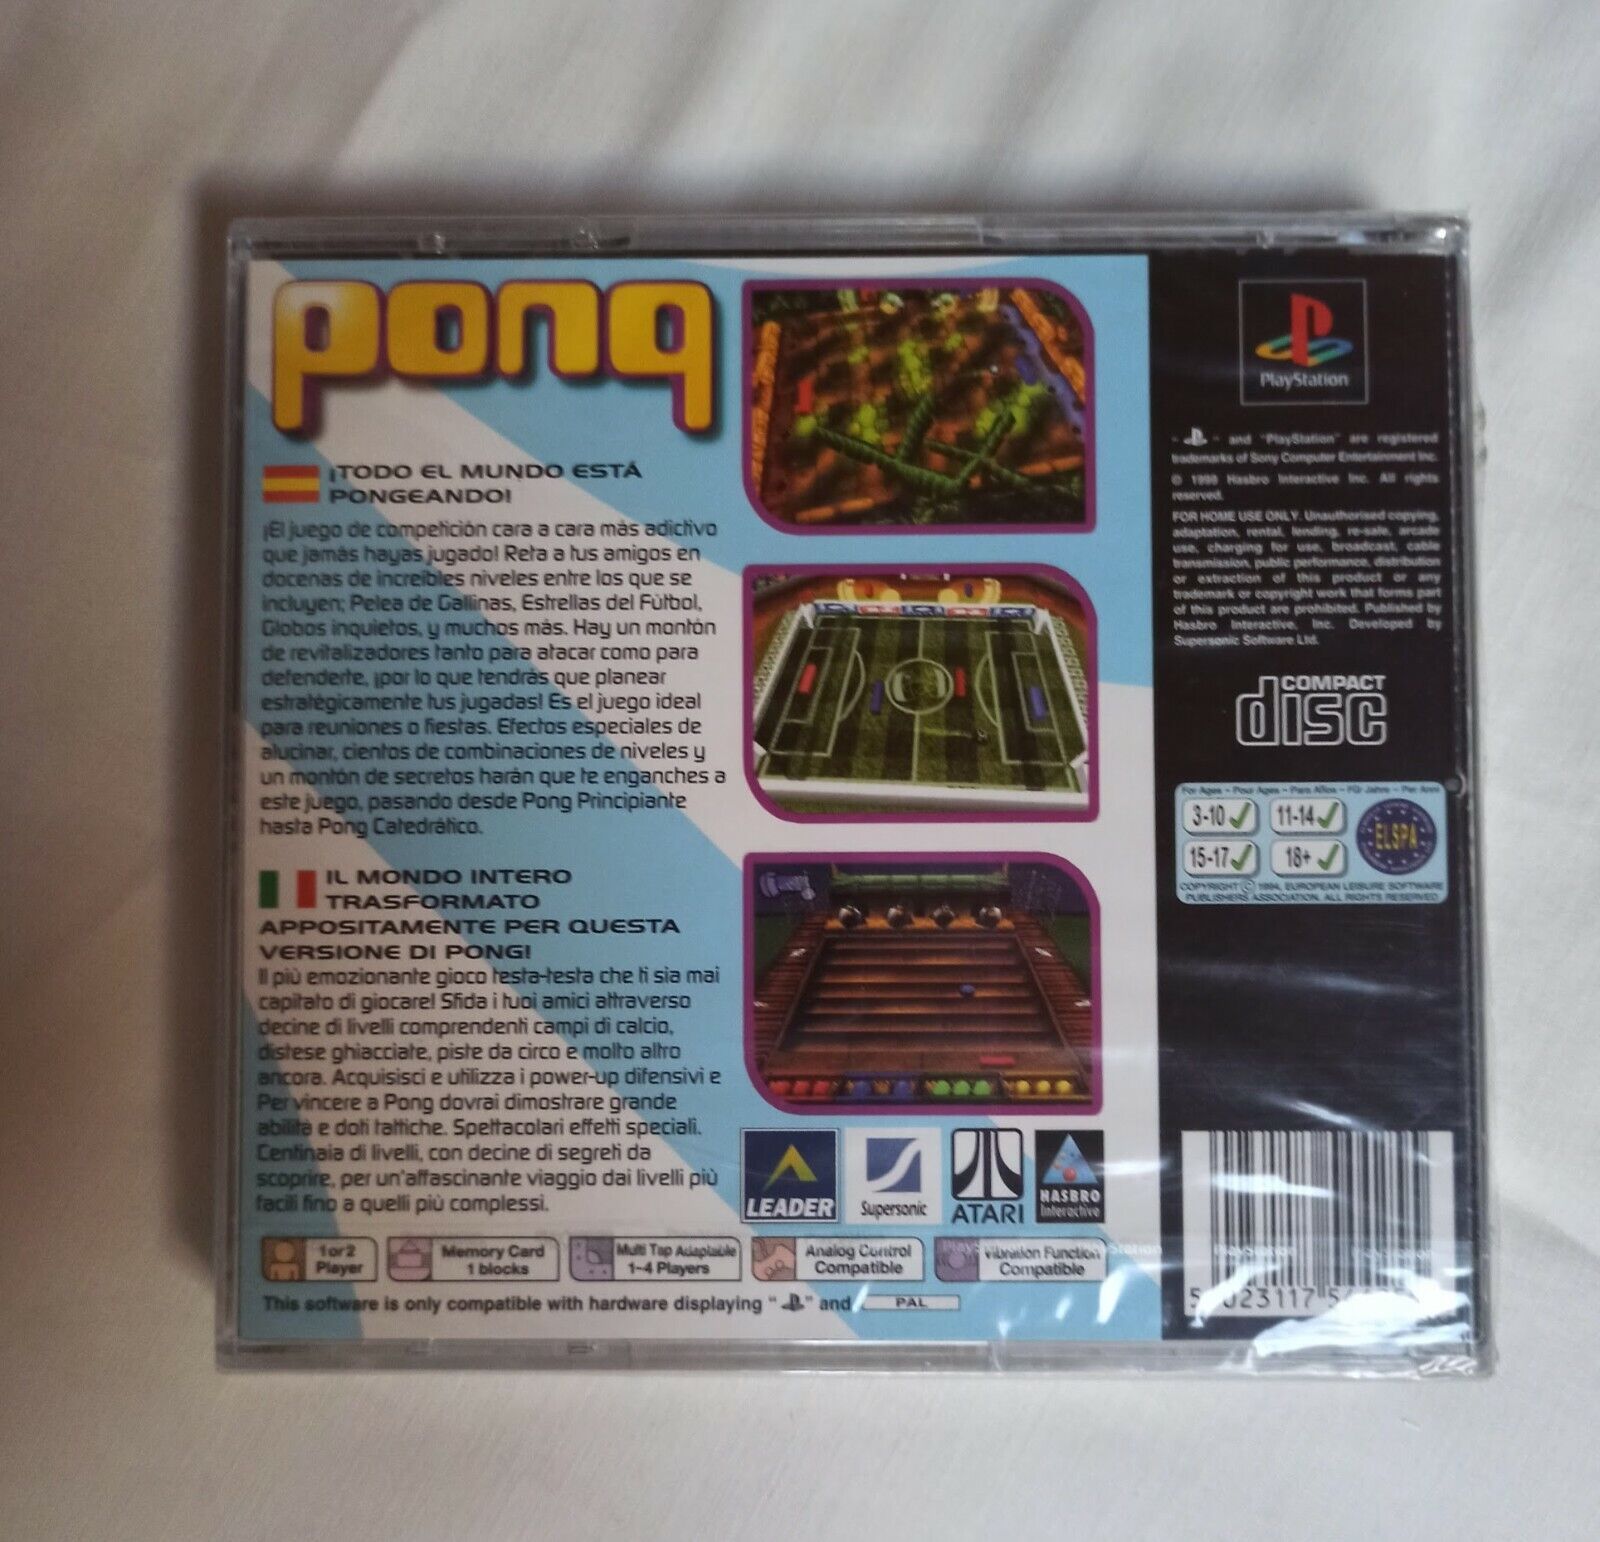 pong
¡TODO EL MUNDO ESTÁ
PONGEANDO!
¡El juego de competición cara a cara más adictivo
que jamás hayas jugado! Reta a tus amigos en
docenas de increíbles niveles entre los que se
incluyen: Pelea de Gallinas, Estrellas del Fútbol,
Globos inquietos, y muchos más. Hay un montón
de revitalizadores tanto para atacar como para
defenderte, ¡por lo que tendrás que planear
estratégicamente tus jugadas! Es el juego ideal
para reuniones o fiestas. Efectos especiales de
alucinar, cientos de combinaciones de niveles y
un montón de secretos harán que te enganches a
este juego, pasando desde Pong Principiante
hasta Pong Catedrático.
IL MONDO INTERO
TRASFORMATO
APPOSITAMENTE PER QUESTA
VERSIONE DI PONG!
Il più emozionante gioco testa-testa che ti sia mai
capitato di giocare! Sfida i tuoi amici attraverso
decine di livelli comprendenti campi di calcio,
distese ghiacciate, piste da circo e molto altro
ancora. Acquisisci e utilizza i power-up difensivi e
Per vincere a Pong dovrai dimostrare grande
abilità e doti tattiche. Spettacolari effetti speciali.
Centinaia di livelli, con decine di segreti da
scoprire, per un'affascinante viaggio dai livelli più
facili fino a quelli più complessi.
LEADER
Supersonic
ATARI
HASBRO
Interactive
1 or 2
Player
Memory Card
1 blocks
Multi Tap Adaptable
1-4 Players
Analog Control
Compatible
Vibration Function
Compatible
This software is only compatible with hardware displaying " " and PAL
PlayStation
" " and "PlayStation" are registered
trademarks of Sony Computer Entertainment Inc.
© 1999 Hasbro Interactive Inc. All rights
reserved.
FOR HOME USE ONLY. Unauthorised copying,
adaptation, rental, lending, re-sale, arcade
use, charging for use, broadcast, cable
transmission, public performance, distribution
or extraction of this product or any
trademark or copyright work that forms part
of this product are prohibited. Published by
Hasbro Interactive, Inc. Developed by
Supersonic Software Ltd.
COMPACT
disc
For Ages - Pour Ages - Para Años - Für Jahre - Per Anni
3-10 11-14
15-17 18+
ELSPA
COPYRIGHT © 1994, EUROPEAN LEISURE SOFTWARE
PUBLISHERS ASSOCIATION. ALL RIGHTS RESERVED